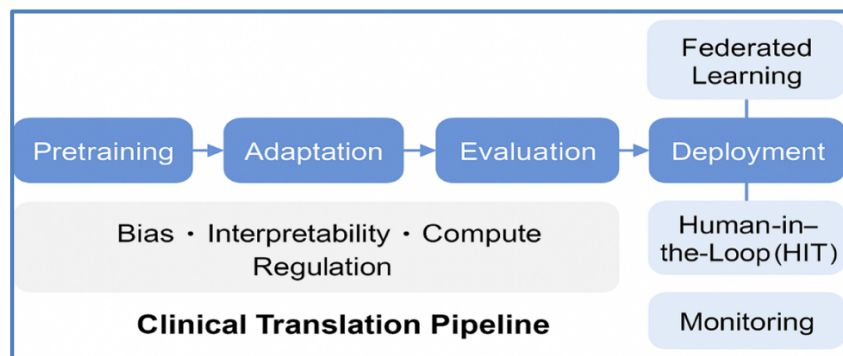 Federated
Learning
Pretraining
Adaptation
Evaluation
Deployment
Bias · Interpretability · Compute
Regulation
Human-in–
the-Loop(HIT)
Clinical Translation Pipeline
Monitoring